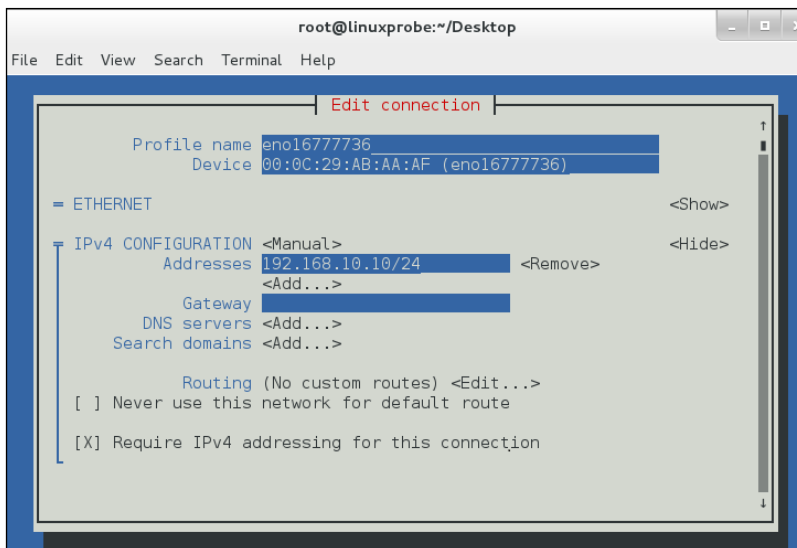 root@linuxprobe:~/Desktop
File Edit View Search Terminal Help
Edit connection
Profile name eno16777736
Device 00:0C:29:AB:AA:AF (eno16777736)
= ETHERNET <Show>
= IPv4 CONFIGURATION <Manual> <Hide>
Addresses 192.168.10.10/24 <Remove>
<Add...>
Gateway
DNS servers <Add...>
Search domains <Add...>
Routing (No custom routes) <Edit...>
[ ] Never use this network for default route
[X] Require IPv4 addressing for this connection